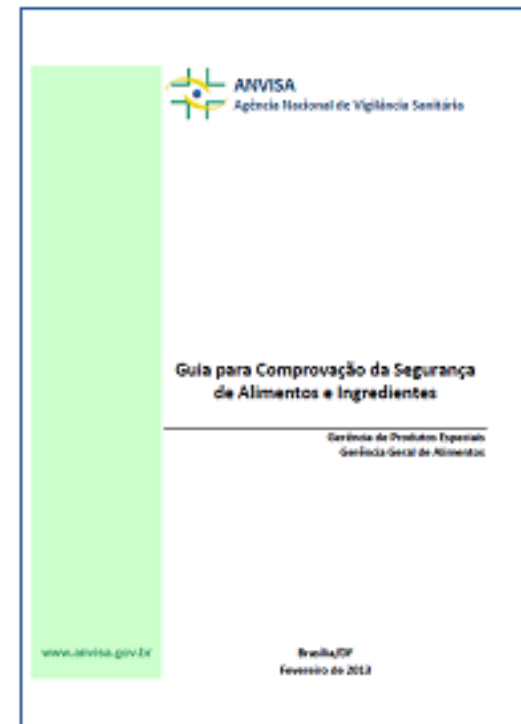 ANVISA
Agência Nacional de Vigilância Sanitária
Guia para Comprovação da Segurança
de Alimentos e Ingredientes
Gerência de Produtos Especiais
Gerência Geral de Alimentos
www.anvisa.gov.br
Brasília/DF
Fevereiro de 2013